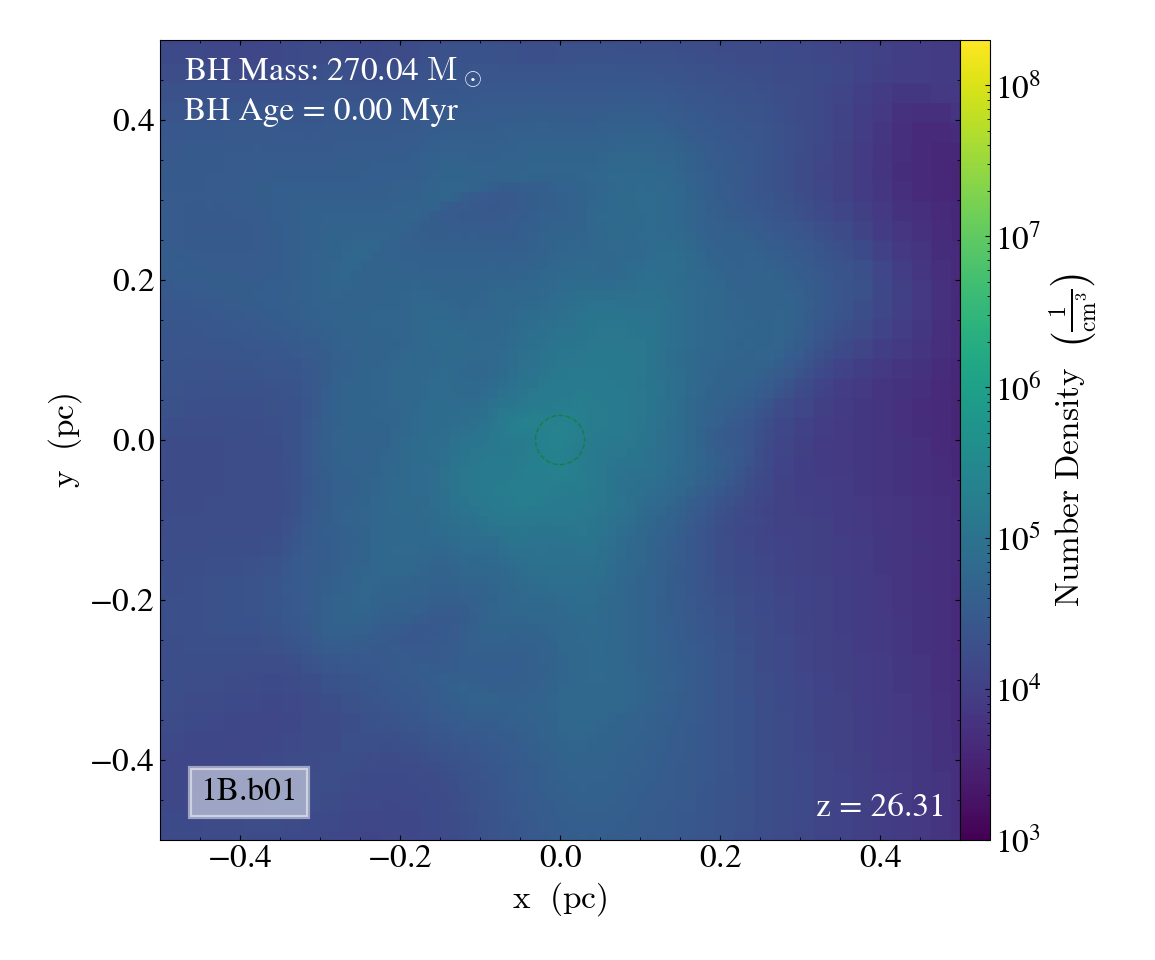 BH Mass: 270.04 M⊙
BH Age = 0.00 Myr
0.4
0.2
0.0
−0.2
−0.4
y (pc)
1B.b01
z = 26.31
−0.4 −0.2 0.0 0.2 0.4
x (pc)
10⁸
10⁷
10⁶
10⁵
10⁴
10³
Number Density (1/cm³)